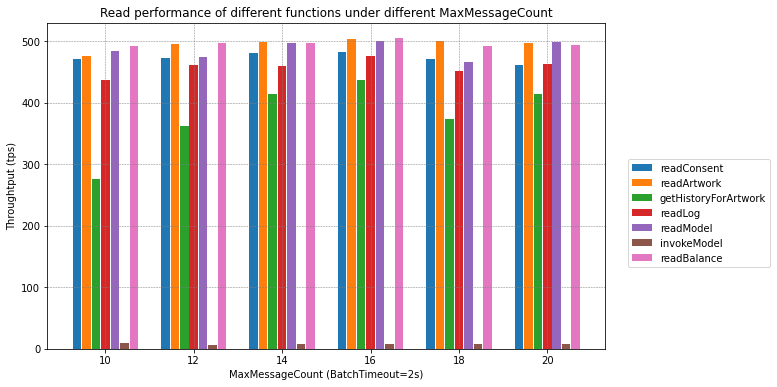 Read performance of different functions under different MaxMessageCount
Throughtput (tps)
500
400
300
200
100
0
10 12 14 16 18 20
MaxMessageCount (BatchTimeout=2s)
readConsent
readArtwork
getHistoryForArtwork
readLog
readModel
invokeModel
readBalance